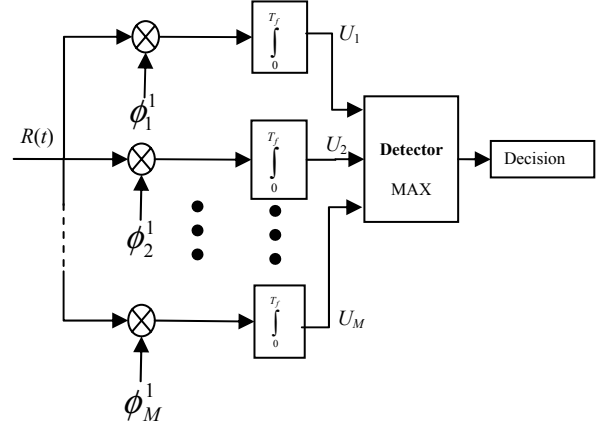 T_f
∫
0
U_1
ϕ_1^1
R(t)
T_f
∫
0
U_2
Detector
MAX
Decision
ϕ_2^1
T_f
∫
0
U_M
ϕ_M^1